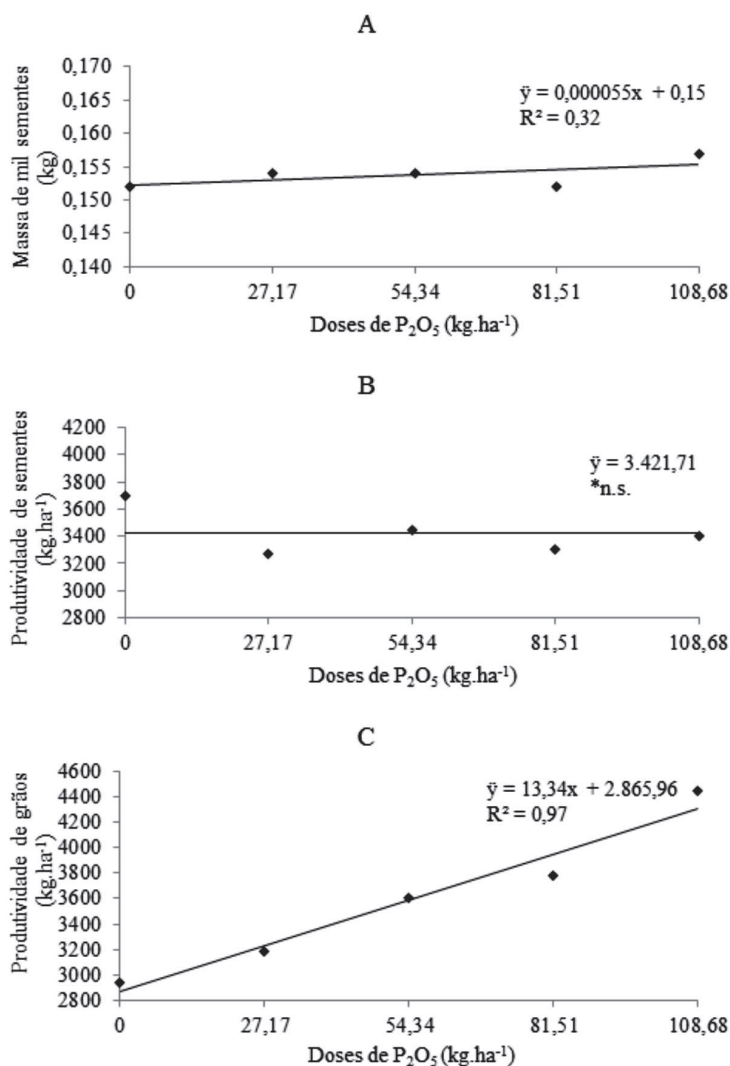 A
Massa de mil sementes
(kg)
0,170
0,165
0,160
0,155
0,150
0,145
0,140
ÿ = 0,000055x + 0,15
R² = 0,32
0 27,17 54,34 81,51 108,68
Doses de P₂O₅ (kg.ha⁻¹)
B
Produtividade de sementes
(kg.ha⁻¹)
4200
4000
3800
3600
3400
3200
3000
2800
ÿ = 3.421,71
*n.s.
0 27,17 54,34 81,51 108,68
Doses de P₂O₅ (kg.ha⁻¹)
C
Produtividade de grãos
(kg.ha⁻¹)
4600
4400
4200
4000
3800
3600
3400
3200
3000
2800
ÿ = 13,34x + 2.865,96
R² = 0,97
0 27,17 54,34 81,51 108,68
Doses de P₂O₅ (kg.ha⁻¹)